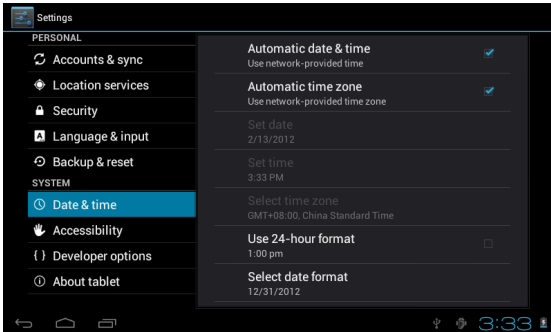 Settings
PERSONAL
Accounts & sync
Location services
Security
A Language & input
Backup & reset
SYSTEM
Date & time
Accessibility
{ } Developer options
About tablet
Automatic date & time
Use network-provided time
Automatic time zone
Use network-provided time zone
Set date
2/13/2012
Set time
3:33 PM
Select time zone
GMT+08:00, China Standard Time
Use 24-hour format
1:00 pm
Select date format
12/31/2012
3:33